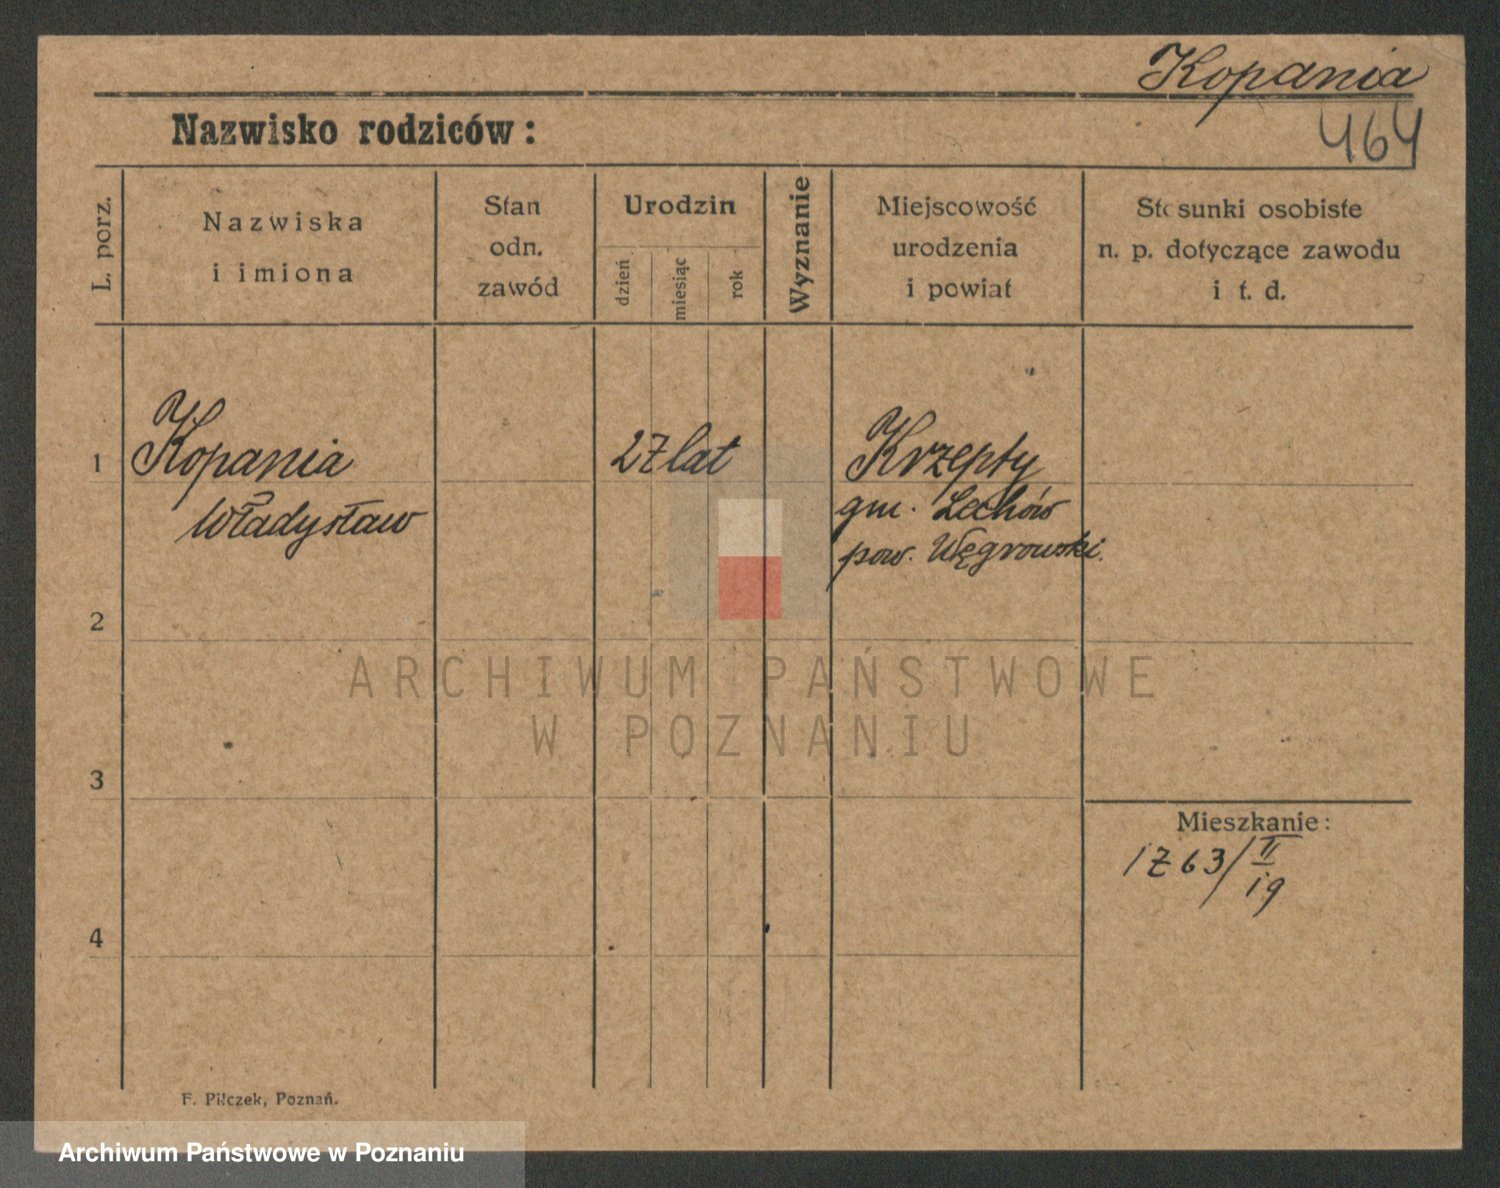 Kopania
464
Nazwisko rodziców:
L. porz.
Nazwiska
i imiona
Stan
odn.
zawód
Urodzin
dzień
miesiąc
rok
Wyznanie
Miejscowość
urodzenia
i powiat
Stosunki osobiste
n. p. dotyczące zawodu
i t. d.
1
Kopania
Władysław
27 lat
Krzepty
gm. Lechów
pow. Węgrowski.
2
ARCHIWUM PAŃSTWOWE
W POZNANIU
3
Mieszkanie:
1763/II
19
4
F. Pilczek, Poznań.
Archiwum Państwowe w Poznaniu